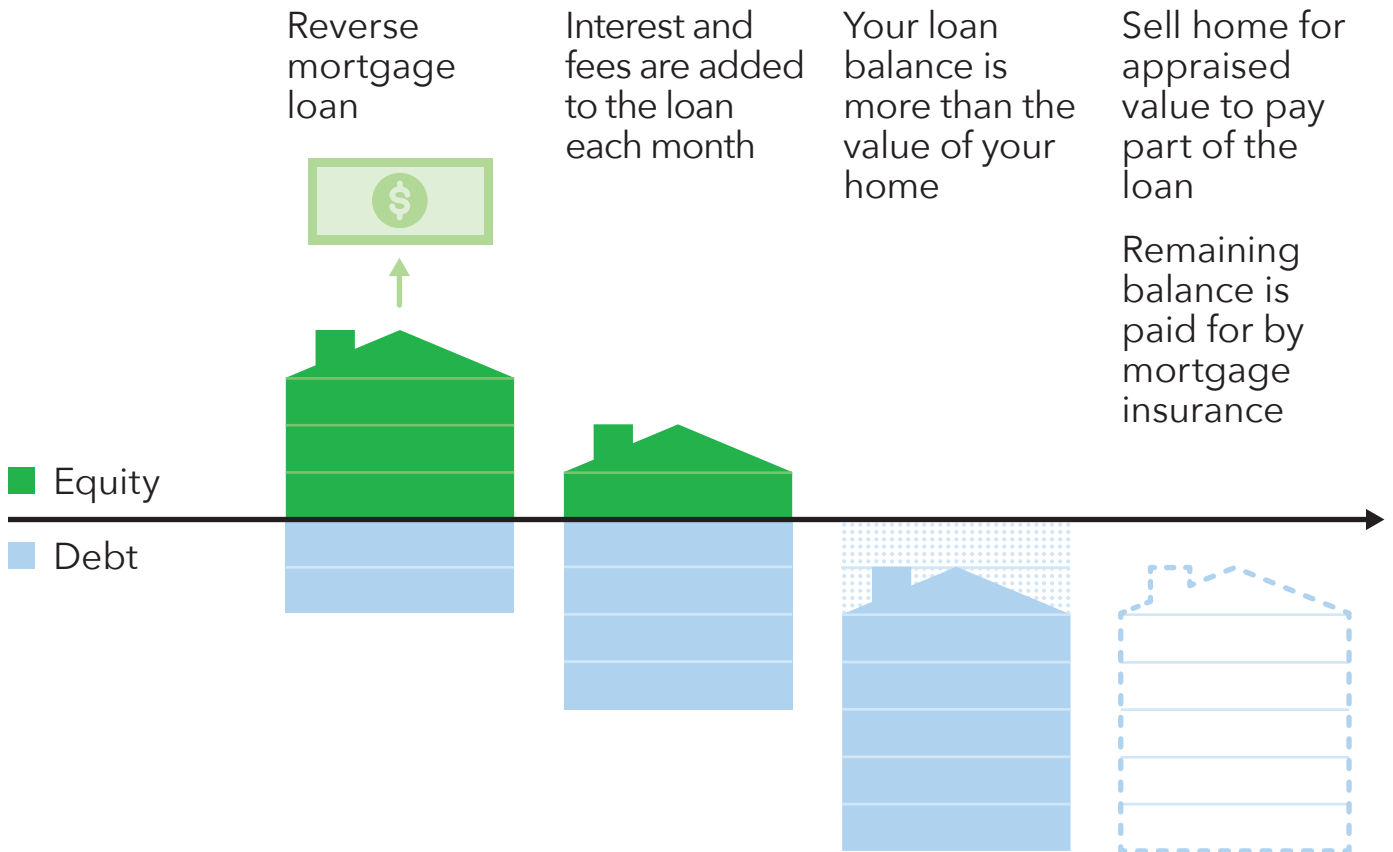 Reverse
mortgage
loan
Interest and
fees are added
to the loan
each month
Your loan
balance is
more than the
value of your
home
Sell home for
appraised
value to pay
part of the
loan
Remaining
balance is
paid for by
mortgage
insurance
$
Equity
Debt